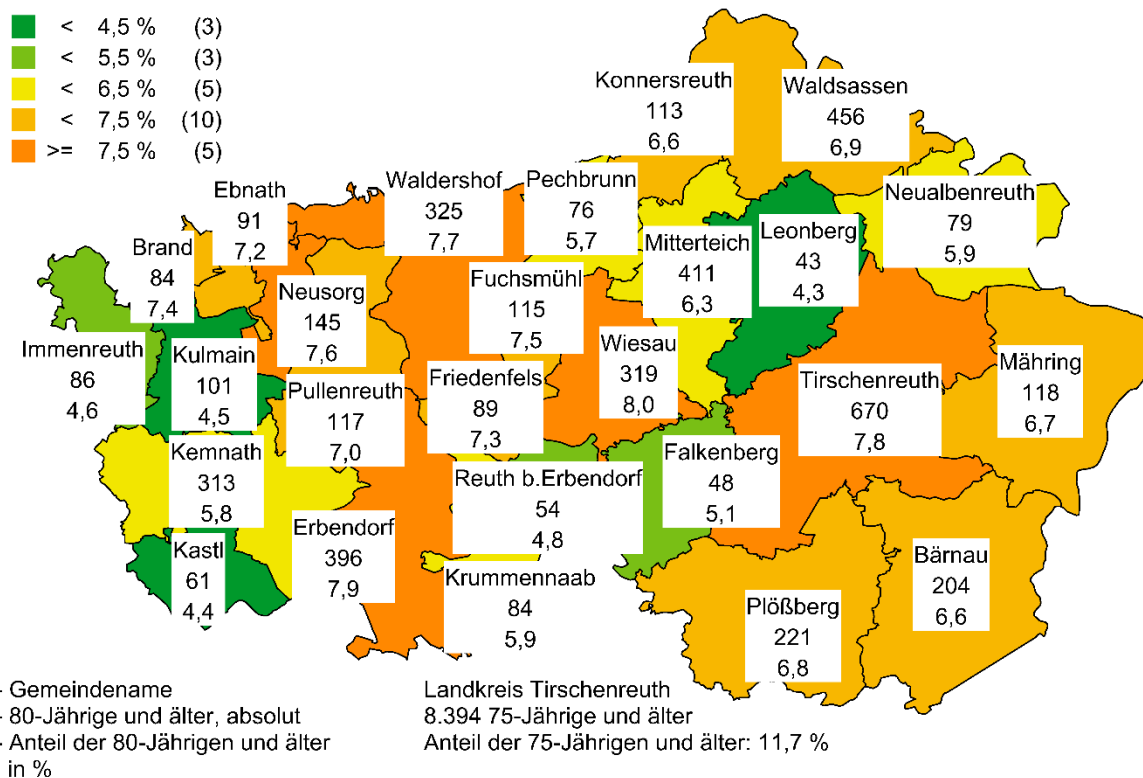 < 4,5 % (3)
< 5,5 % (3)
< 6,5 % (5)
< 7,5 % (10)
>= 7,5 % (5)
Konnersreuth
113
6,6
Waldsassen
456
6,9
Ebnath
91
7,2
Waldershof
325
7,7
Pechbrunn
76
5,7
Neualbenreuth
79
5,9
Brand
84
7,4
Mitterteich
411
6,3
Leonberg
43
4,3
Neusorg
145
7,6
Fuchsmühl
115
7,5
Immenreuth
86
4,6
Kulmain
101
4,5
Wiesau
319
8,0
Mähring
118
6,7
Pullenreuth
117
7,0
Friedenfels
89
7,3
Tirschenreuth
670
7,8
Kemnath
313
5,8
Reuth b.Erbendorf
54
4,8
Falkenberg
48
5,1
Erbendorf
396
7,9
Kastl
61
4,4
Krummennaab
84
5,9
Bärnau
204
6,6
Plößberg
221
6,8
- Gemeindename
- 80-Jährige und älter, absolut
- Anteil der 80-Jährigen und älter
in %
Landkreis Tirschenreuth
8.394 75-Jährige und älter
Anteil der 75-Jährigen und älter: 11,7 %